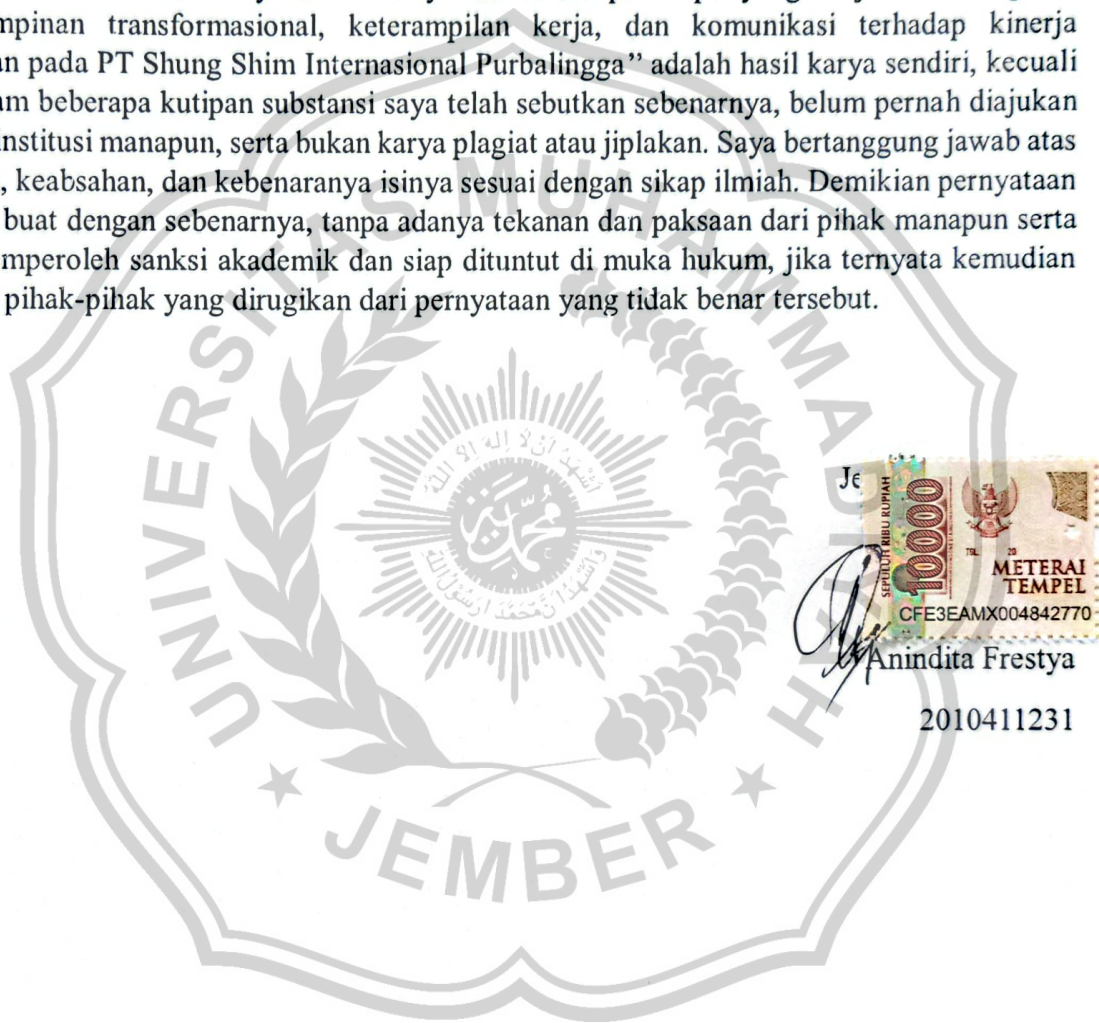 mpinan transformasional, keterampilan kerja, dan komunikasi terhadap kinerja
n pada PT Shung Shim Internasional Purbalingga” adalah hasil karya sendiri, kecuali
am beberapa kutipan substansi saya telah sebutkan sebenarnya, belum pernah diajukan
nstitusi manapun, serta bukan karya plagiat atau jiplakan. Saya bertanggung jawab atas
, keabsahan, dan kebenaranya isinya sesuai dengan sikap ilmiah. Demikian pernyataan
buat dengan sebenarnya, tanpa adanya tekanan dan paksaan dari pihak manapun serta
mperoleh sanksi akademik dan siap dituntut di muka hukum, jika ternyata kemudian
pihak-pihak yang dirugikan dari pernyataan yang tidak benar tersebut.
UNIVERSITAS MUHAMMADIYAH
JEMBER
Je
SEPULUH RIBU RUPIAH
10000
TGL. 20
METERAI
TEMPEL
CFE3EAMX004842770
Anindita Frestya
2010411231